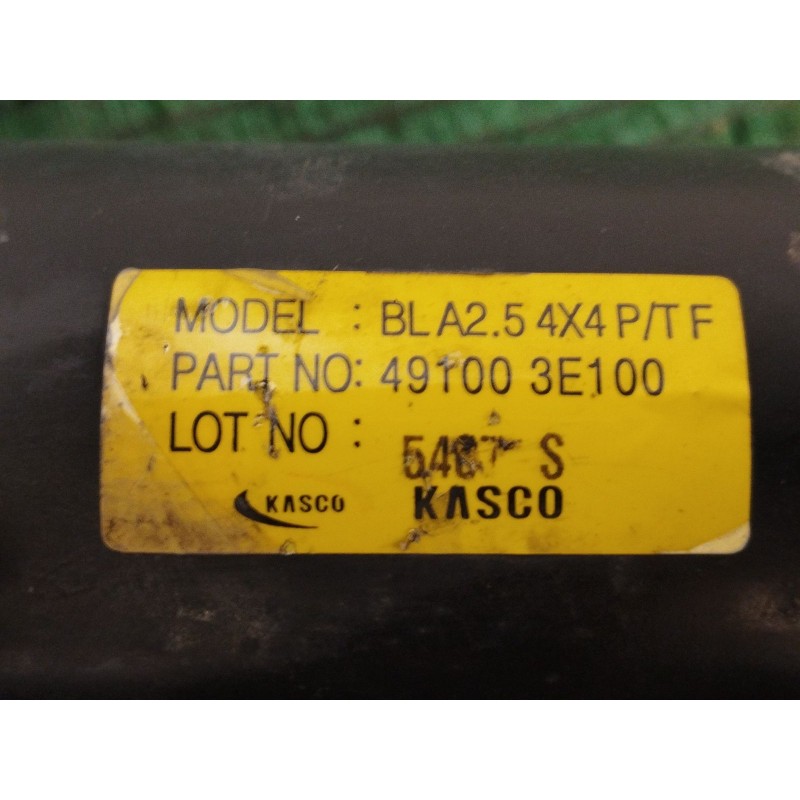 MODEL : BL A2.5 4X4 P/T F
PART NO: 49100 3E100
LOT NO : S
KASCO KASCO